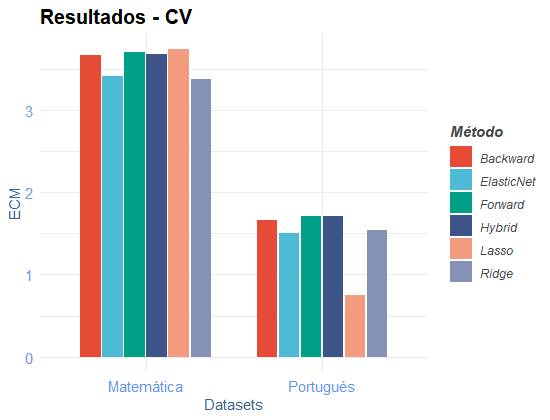 Resultados - CV
ECM
3
2
1
0
Matemática
Portugués
Datasets
Método
Backward
ElasticNet
Forward
Hybrid
Lasso
Ridge